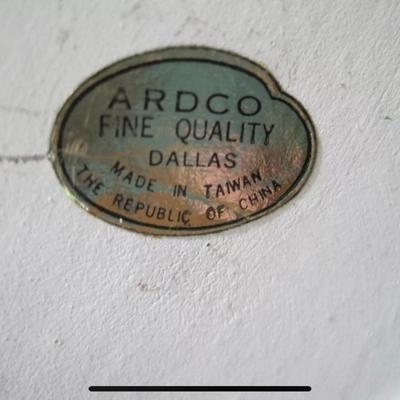 ARDCO
FINE QUALITY
DALLAS
MADE IN TAIWAN
THE REPUBLIC OF CHINA